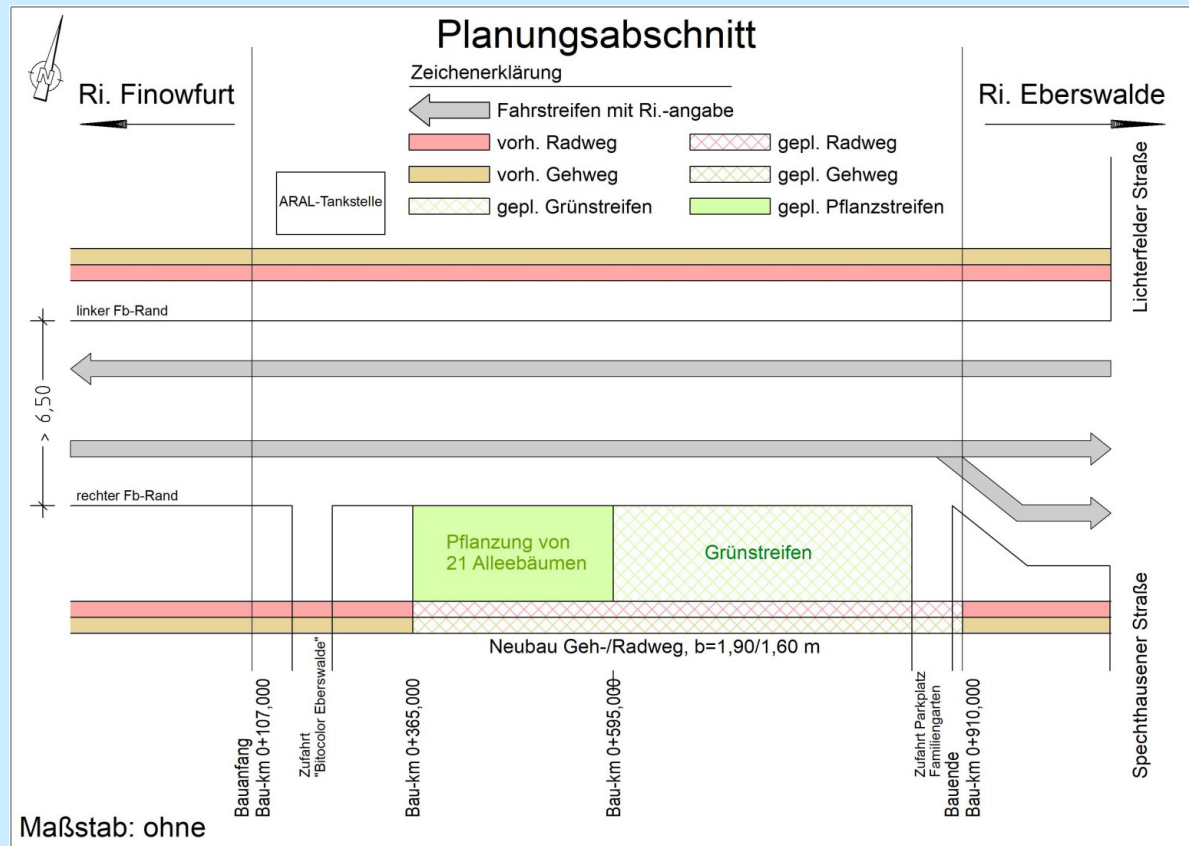 Planungsabschnitt
N
Zeichenerklärung
Ri. Finowfurt
Ri. Eberswalde
Fahrstreifen mit Ri.-angabe
vorh. Radweg
gepl. Radweg
vorh. Gehweg
gepl. Gehweg
gepl. Grünstreifen
gepl. Pflanzstreifen
ARAL-Tankstelle
Lichterfelder Straße
linker Fb-Rand
> 6,50
rechter Fb-Rand
Pflanzung von
21 Alleebäumen
Grünstreifen
Neubau Geh-/Radweg, b=1,90/1,60 m
Bauanfang
Bau-km 0+107,000
Zufahrt
"Bitocolor Eberswalde"
Bau-km 0+365,000
Bau-km 0+595,000
Zufahrt Parkplatz
Familiengarten
Bauende
Bau-km 0+910,000
Spechthausener Straße
Maßstab: ohne